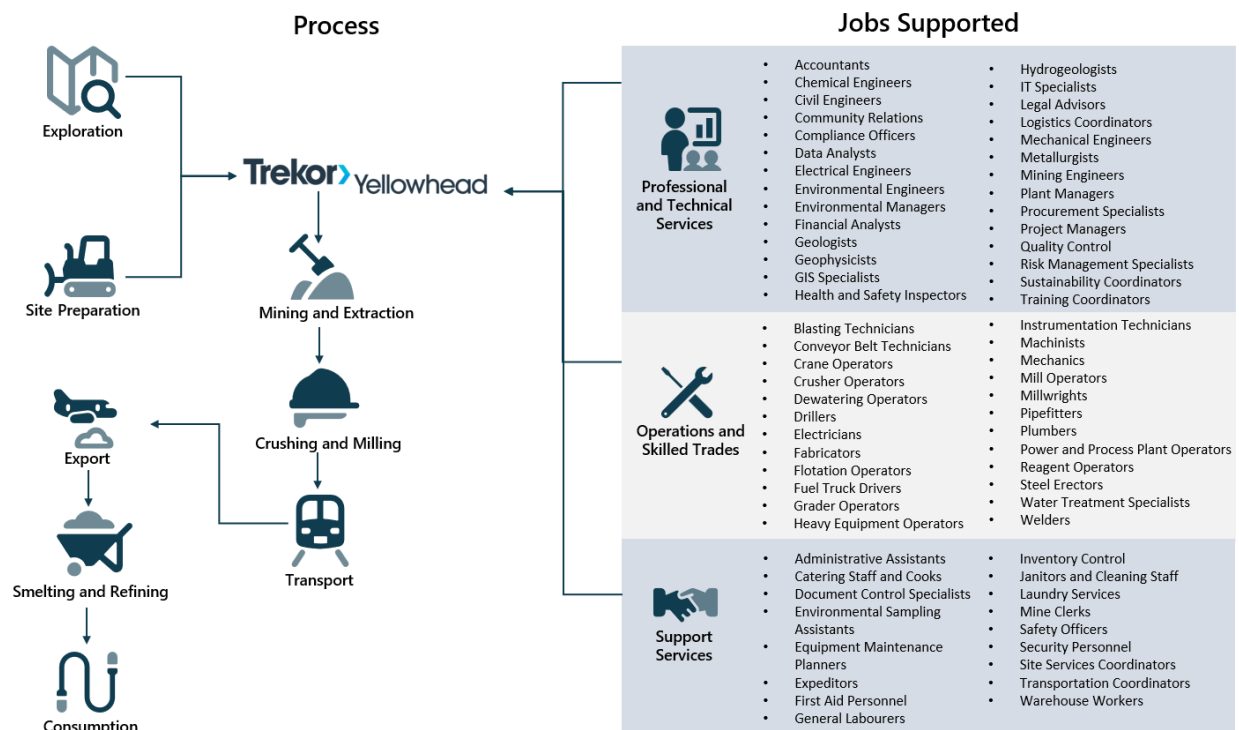 Process
Exploration
Site Preparation
Trekor Yellowhead
Mining and Extraction
Crushing and Milling
Transport
Export
Smelting and Refining
Consumption
Jobs Supported
Professional
and Technical
Services
• Accountants
• Chemical Engineers
• Civil Engineers
• Community Relations
• Compliance Officers
• Data Analysts
• Electrical Engineers
• Environmental Engineers
• Environmental Managers
• Financial Analysts
• Geologists
• Geophysicists
• GIS Specialists
• Health and Safety Inspectors
• Hydrogeologists
• IT Specialists
• Legal Advisors
• Logistics Coordinators
• Mechanical Engineers
• Metallurgists
• Mining Engineers
• Plant Managers
• Procurement Specialists
• Project Managers
• Quality Control
• Risk Management Specialists
• Sustainability Coordinators
• Training Coordinators
Operations and
Skilled Trades
• Blasting Technicians
• Conveyor Belt Technicians
• Crane Operators
• Crusher Operators
• Dewatering Operators
• Drillers
• Electricians
• Fabricators
• Flotation Operators
• Fuel Truck Drivers
• Grader Operators
• Heavy Equipment Operators
• Instrumentation Technicians
• Machinists
• Mechanics
• Mill Operators
• Millwrights
• Pipefitters
• Plumbers
• Power and Process Plant Operators
• Reagent Operators
• Steel Erectors
• Water Treatment Specialists
• Welders
Support
Services
• Administrative Assistants
• Catering Staff and Cooks
• Document Control Specialists
• Environmental Sampling
Assistants
• Equipment Maintenance
Planners
• Expeditors
• First Aid Personnel
• General Labourers
• Inventory Control
• Janitors and Cleaning Staff
• Laundry Services
• Mine Clerks
• Safety Officers
• Security Personnel
• Site Services Coordinators
• Transportation Coordinators
• Warehouse Workers